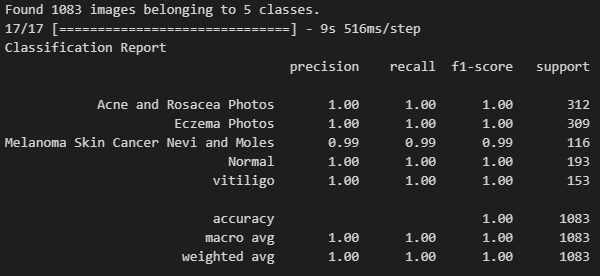 Found 1083 images belonging to 5 classes.
17/17 [==============================] - 9s 516ms/step
Classification Report
precision recall f1-score support
Acne and Rosacea Photos 1.00 1.00 1.00 312
Eczema Photos 1.00 1.00 1.00 309
Melanoma Skin Cancer Nevi and Moles 0.99 0.99 0.99 116
Normal 1.00 1.00 1.00 193
vitiligo 1.00 1.00 1.00 153
accuracy 1.00 1083
macro avg 1.00 1.00 1.00 1083
weighted avg 1.00 1.00 1.00 1083